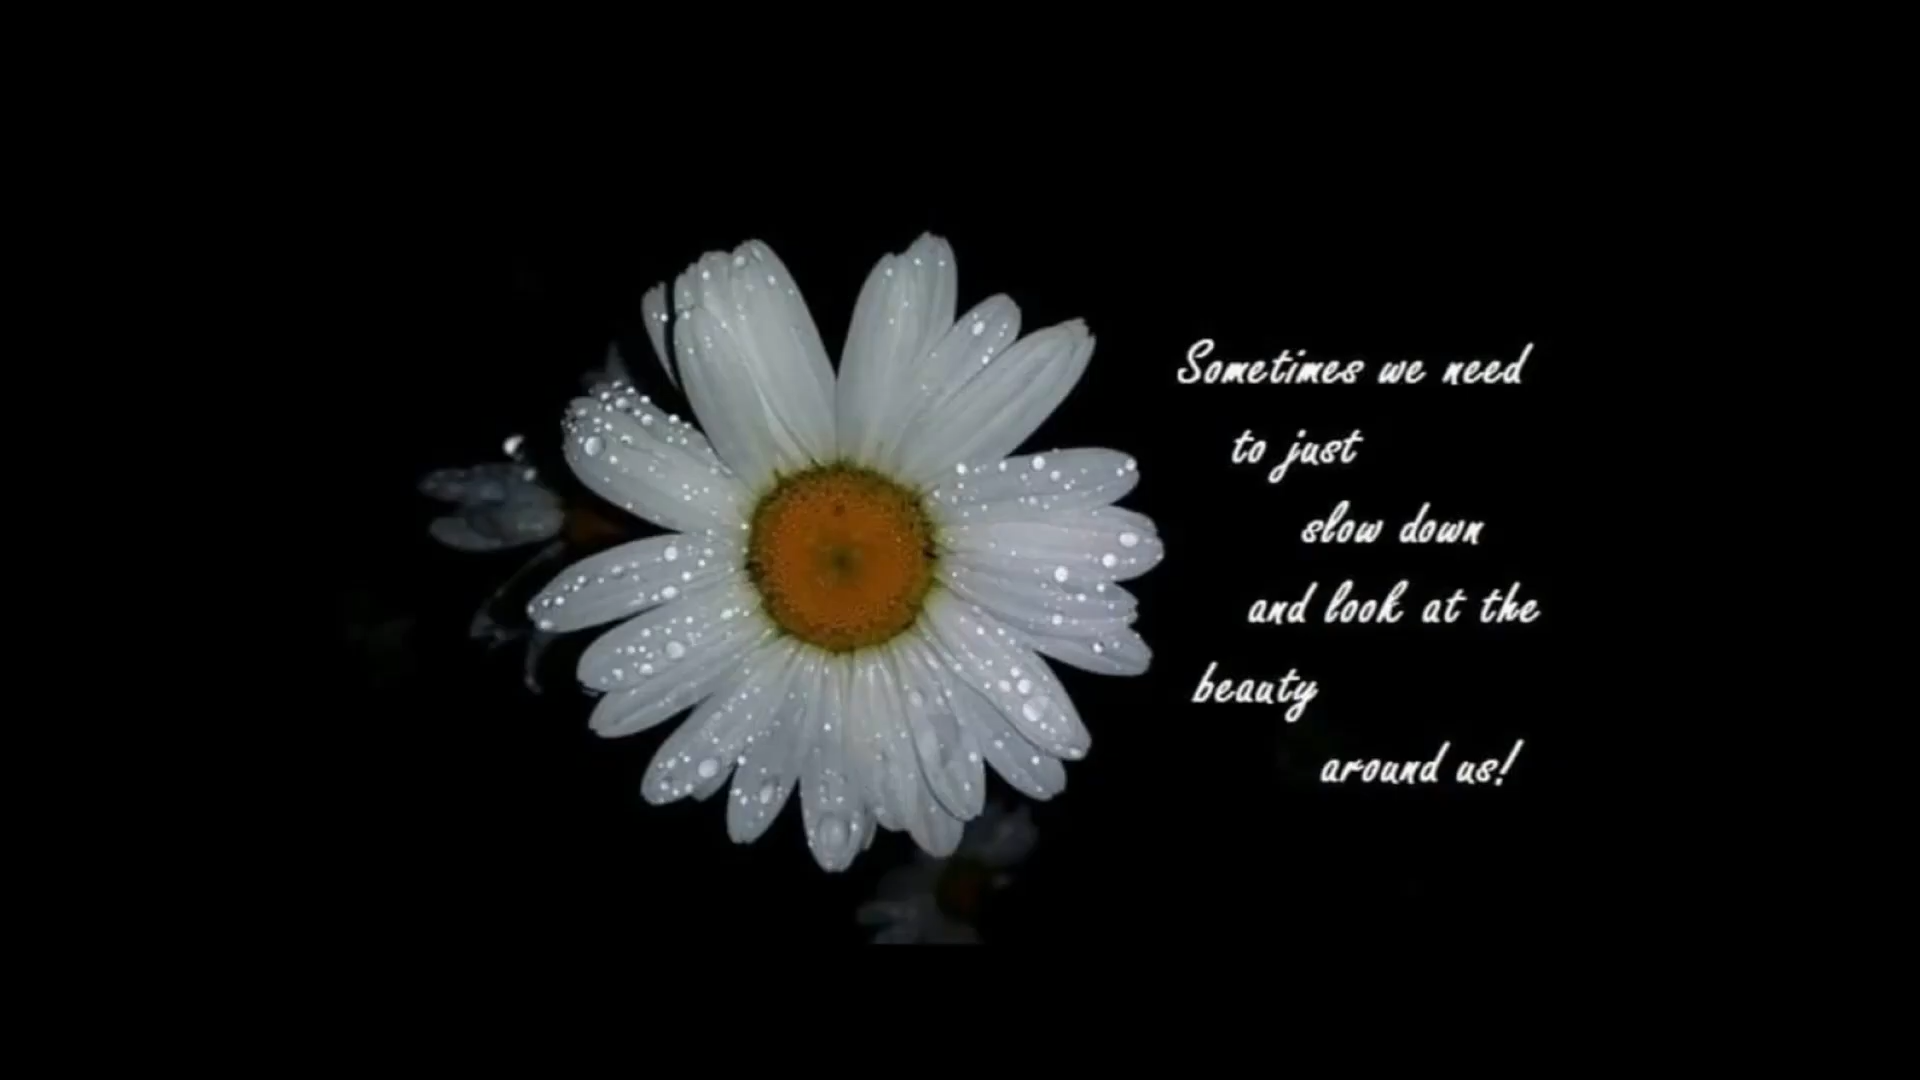 Sometimes we need
to just
slow down
and look at the
beauty
around us!